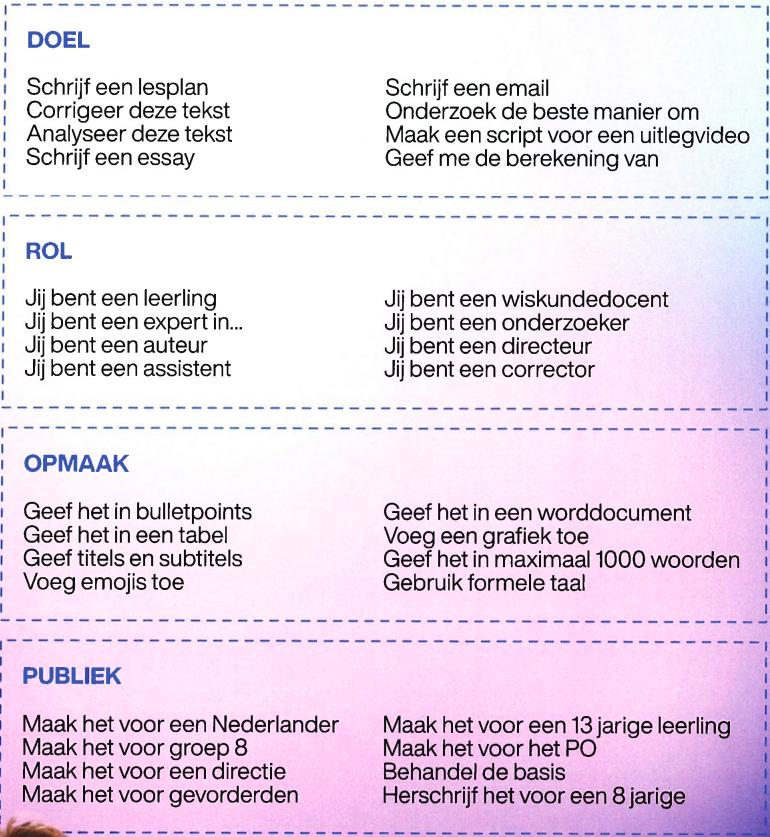 DOEL
Schrijf een lesplan
Corrigeer deze tekst
Analyseer deze tekst
Schrijf een essay
Schrijf een email
Onderzoek de beste manier om
Maak een script voor een uitlegvideo
Geef me de berekening van
ROL
Jij bent een leerling
Jij bent een expert in...
Jij bent een auteur
Jij bent een assistent
Jij bent een wiskundedocent
Jij bent een onderzoeker
Jij bent een directeur
Jij bent een corrector
OPMAAK
Geef het in bulletpoints
Geef het in een tabel
Geef titels en subtitels
Voeg emojis toe
Geef het in een worddocument
Voeg een grafiek toe
Geef het in maximaal 1000 woorden
Gebruik formele taal
PUBLIEK
Maak het voor een Nederlander
Maak het voor groep 8
Maak het voor een directie
Maak het voor gevorderden
Maak het voor een 13 jarige leerling
Maak het voor het PO
Behandel de basis
Herschrijf het voor een 8 jarige